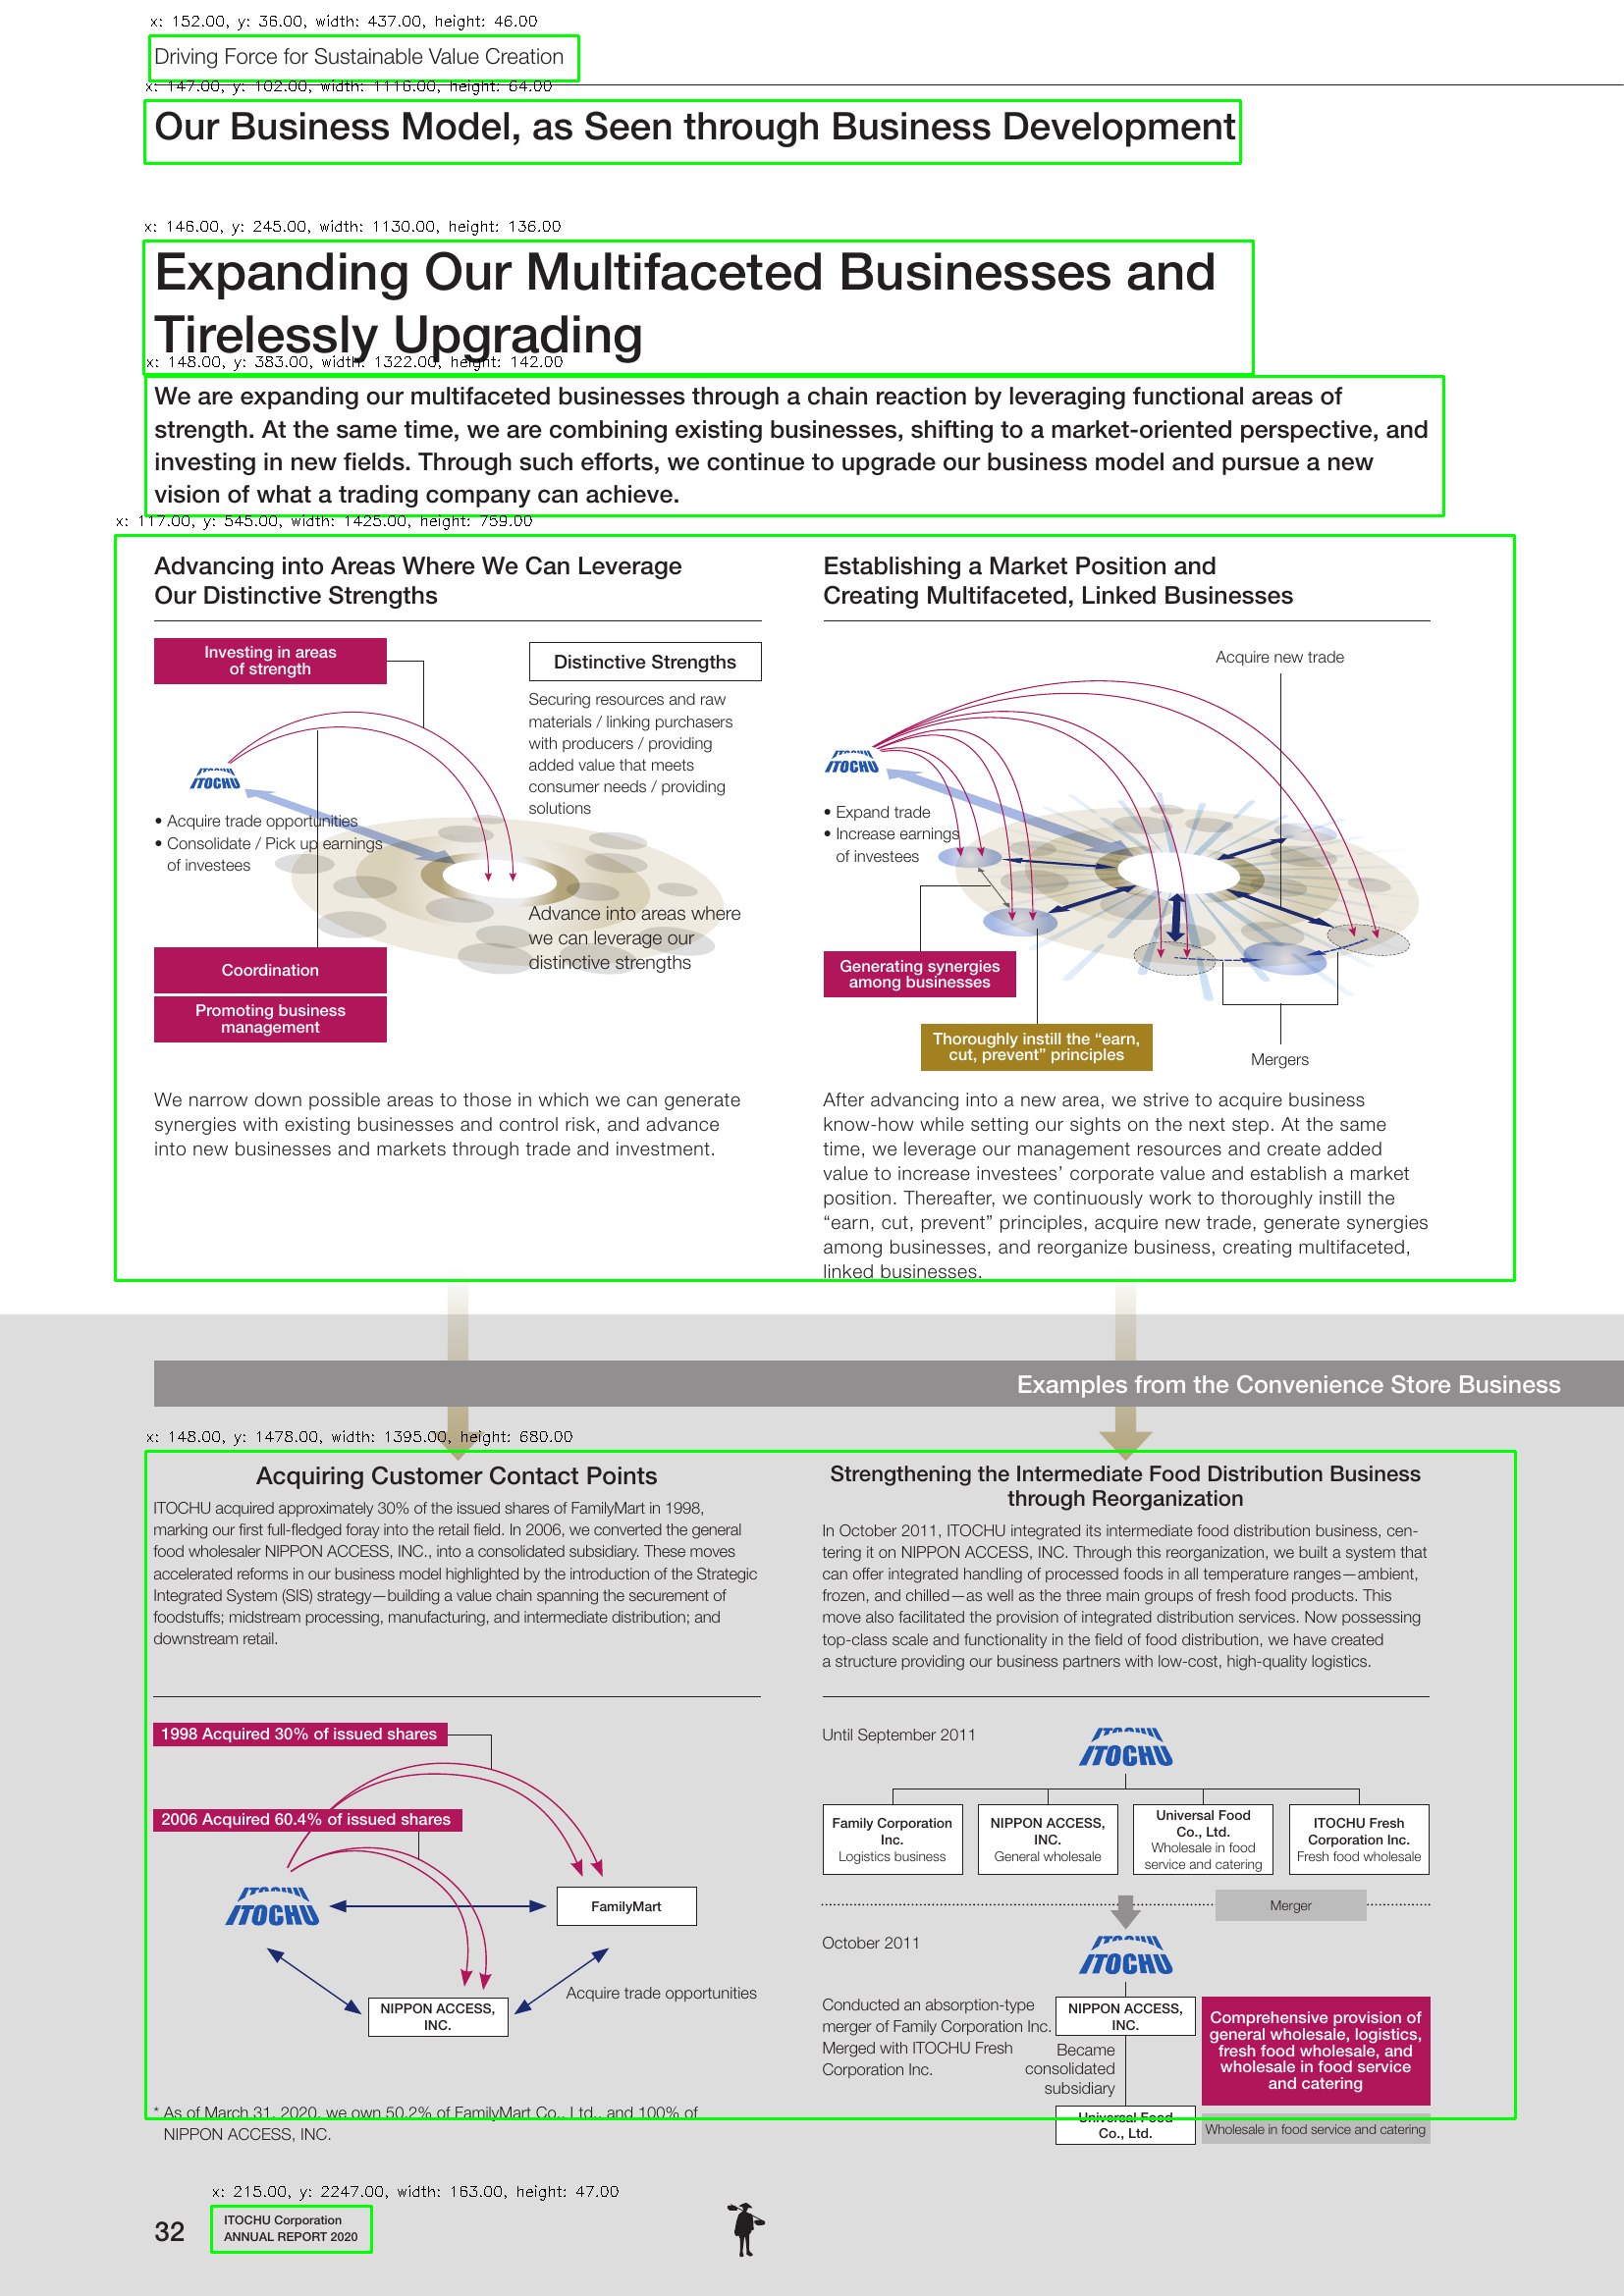 x: 152.00, y: 36.00, width: 437.00, height: 46.00
Driving Force for Sustainable Value Creation
x: 147.00, y: 102.00, width: 1116.00, height: 64.00
Our Business Model, as Seen through Business Development
x: 146.00, y: 245.00, width: 1130.00, height: 136.00
Expanding Our Multifaceted Businesses and
Tirelessly Upgrading
x: 148.00, y: 383.00, width: 1322.00, height: 142.00
We are expanding our multifaceted businesses through a chain reaction by leveraging functional areas of
strength. At the same time, we are combining existing businesses, shifting to a market-oriented perspective, and
investing in new fields. Through such efforts, we continue to upgrade our business model and pursue a new
vision of what a trading company can achieve.
x: 117.00, y: 545.00, width: 1425.00, height: 759.00
Advancing into Areas Where We Can Leverage
Our Distinctive Strengths
Investing in areas
of strength
Distinctive Strengths
Securing resources and raw
materials / linking purchasers
with producers / providing
added value that meets
consumer needs / providing
solutions
ITOCHU
ITOCHU
• Acquire trade opportunities
• Consolidate / Pick up earnings
of investees
Advance into areas where
we can leverage our
distinctive strengths
Coordination
Promoting business
management
We narrow down possible areas to those in which we can generate
synergies with existing businesses and control risk, and advance
into new businesses and markets through trade and investment.
Establishing a Market Position and
Creating Multifaceted, Linked Businesses
Acquire new trade
ITOCHU
ITOCHU
• Expand trade
• Increase earnings
of investees
Generating synergies
among businesses
Thoroughly instill the “earn,
cut, prevent” principles
Mergers
After advancing into a new area, we strive to acquire business
know-how while setting our sights on the next step. At the same
time, we leverage our management resources and create added
value to increase investees’ corporate value and establish a market
position. Thereafter, we continuously work to thoroughly instill the
“earn, cut, prevent” principles, acquire new trade, generate synergies
among businesses, and reorganize business, creating multifaceted,
linked businesses.
Examples from the Convenience Store Business
x: 148.00, y: 1478.00, width: 1395.00, height: 680.00
Acquiring Customer Contact Points
ITOCHU acquired approximately 30% of the issued shares of FamilyMart in 1998,
marking our first full-fledged foray into the retail field. In 2006, we converted the general
food wholesaler NIPPON ACCESS, INC., into a consolidated subsidiary. These moves
accelerated reforms in our business model highlighted by the introduction of the Strategic
Integrated System (SIS) strategy—building a value chain spanning the securement of
foodstuffs; midstream processing, manufacturing, and intermediate distribution; and
downstream retail.
1998 Acquired 30% of issued shares
2006 Acquired 60.4% of issued shares
ITOCHU
ITOCHU
FamilyMart
NIPPON ACCESS,
INC.
Acquire trade opportunities
* As of March 31, 2020, we own 50.2% of FamilyMart Co., Ltd., and 100% of
NIPPON ACCESS, INC.
Strengthening the Intermediate Food Distribution Business
through Reorganization
In October 2011, ITOCHU integrated its intermediate food distribution business, cen-
tering it on NIPPON ACCESS, INC. Through this reorganization, we built a system that
can offer integrated handling of processed foods in all temperature ranges—ambient,
frozen, and chilled—as well as the three main groups of fresh food products. This
move also facilitated the provision of integrated distribution services. Now possessing
top-class scale and functionality in the field of food distribution, we have created
a structure providing our business partners with low-cost, high-quality logistics.
Until September 2011
ITOCHU
ITOCHU
Family Corporation
Inc.
Logistics business
NIPPON ACCESS,
INC.
General wholesale
Universal Food
Co., Ltd.
Wholesale in food
service and catering
ITOCHU Fresh
Corporation Inc.
Fresh food wholesale
Merger
October 2011
ITOCHU
ITOCHU
Conducted an absorption-type
merger of Family Corporation Inc.
Merged with ITOCHU Fresh
Corporation Inc.
NIPPON ACCESS,
INC.
Became
consolidated
subsidiary
Comprehensive provision of
general wholesale, logistics,
fresh food wholesale, and
wholesale in food service
and catering
Universal Food
Co., Ltd.
Wholesale in food service and catering
x: 215.00, y: 2247.00, width: 163.00, height: 47.00
32
ITOCHU Corporation
ANNUAL REPORT 2020